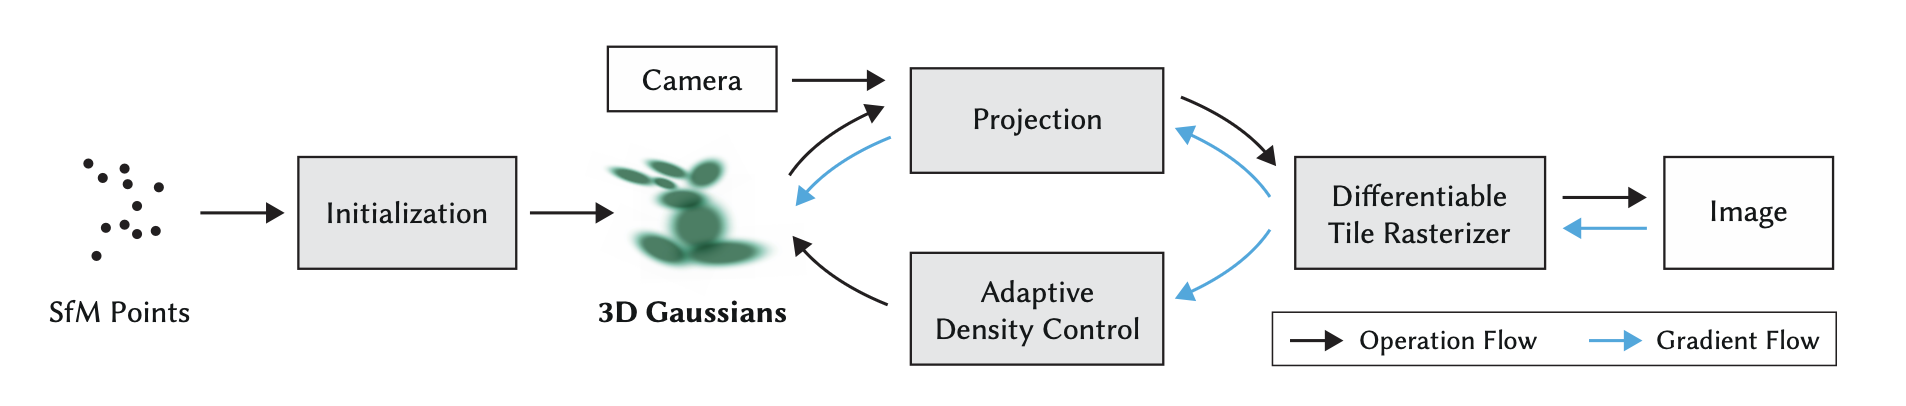 SfM Points
Initialization
3D Gaussians
Camera
Projection
Adaptive
Density Control
Differentiable
Tile Rasterizer
Image
Operation Flow
Gradient Flow